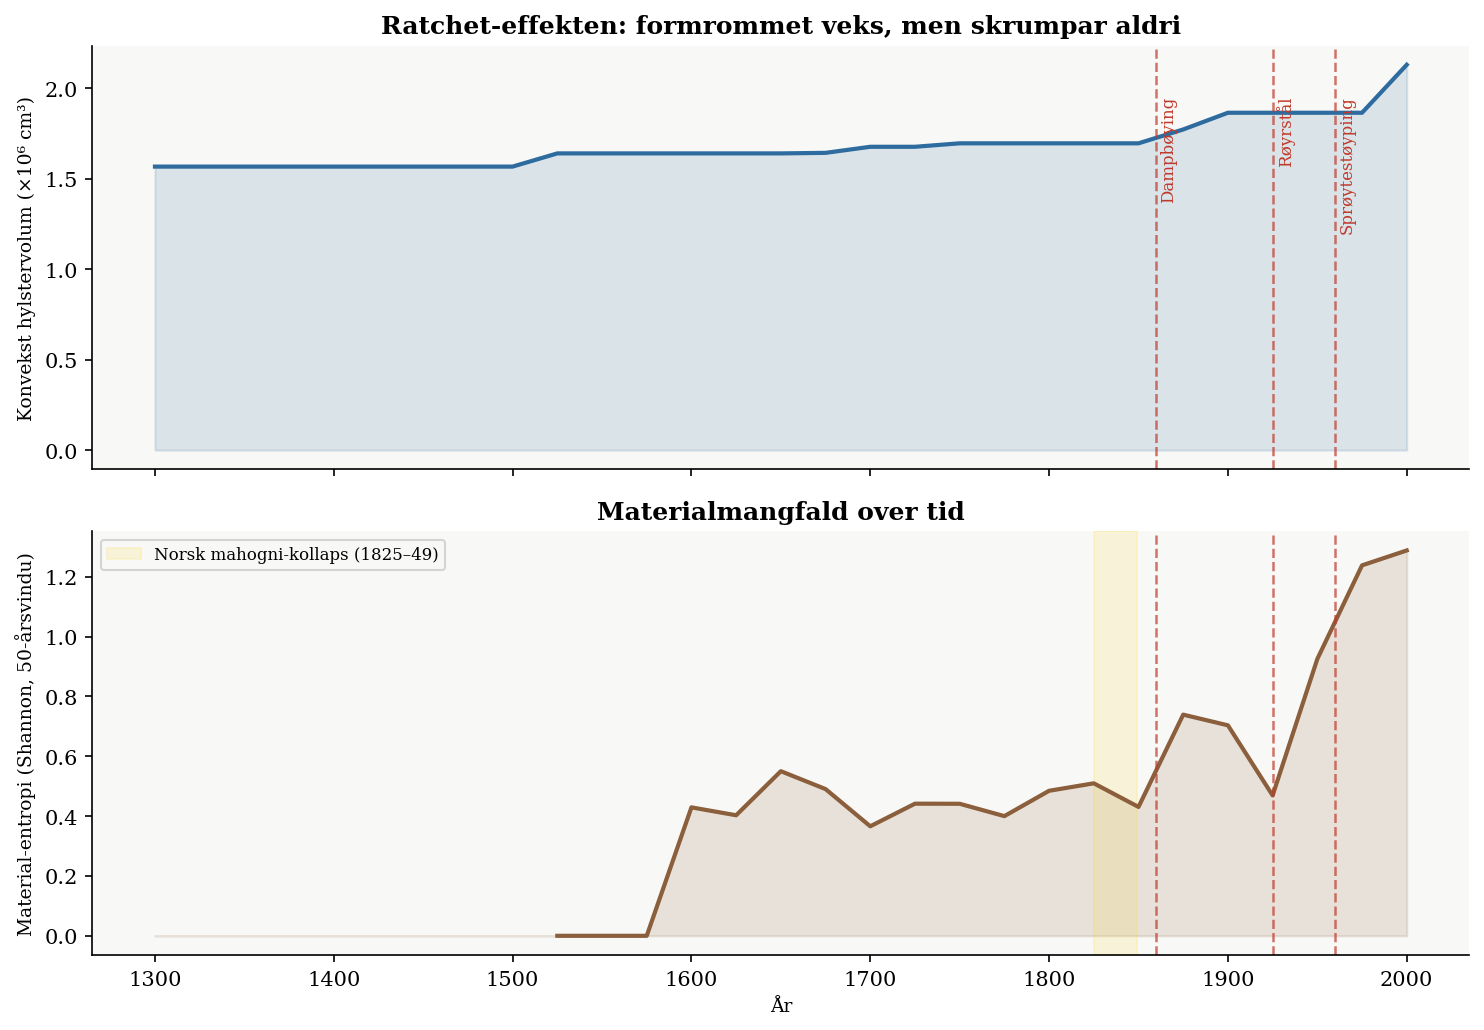 Ratchet-effekten: formrommet veks, men skrumpar aldri
Konvekst hylstervolum (×10⁶ cm³)
2.0
1.5
1.0
0.5
0.0
Dampbøying
Røyrstål
Sprøytestøyping
Materialmangfald over tid
Material-entropi (Shannon, 50-årsvindu)
Norsk mahogni-kollaps (1825–49)
1.2
1.0
0.8
0.6
0.4
0.2
0.0
1300 1400 1500 1600 1700 1800 1900 2000
År